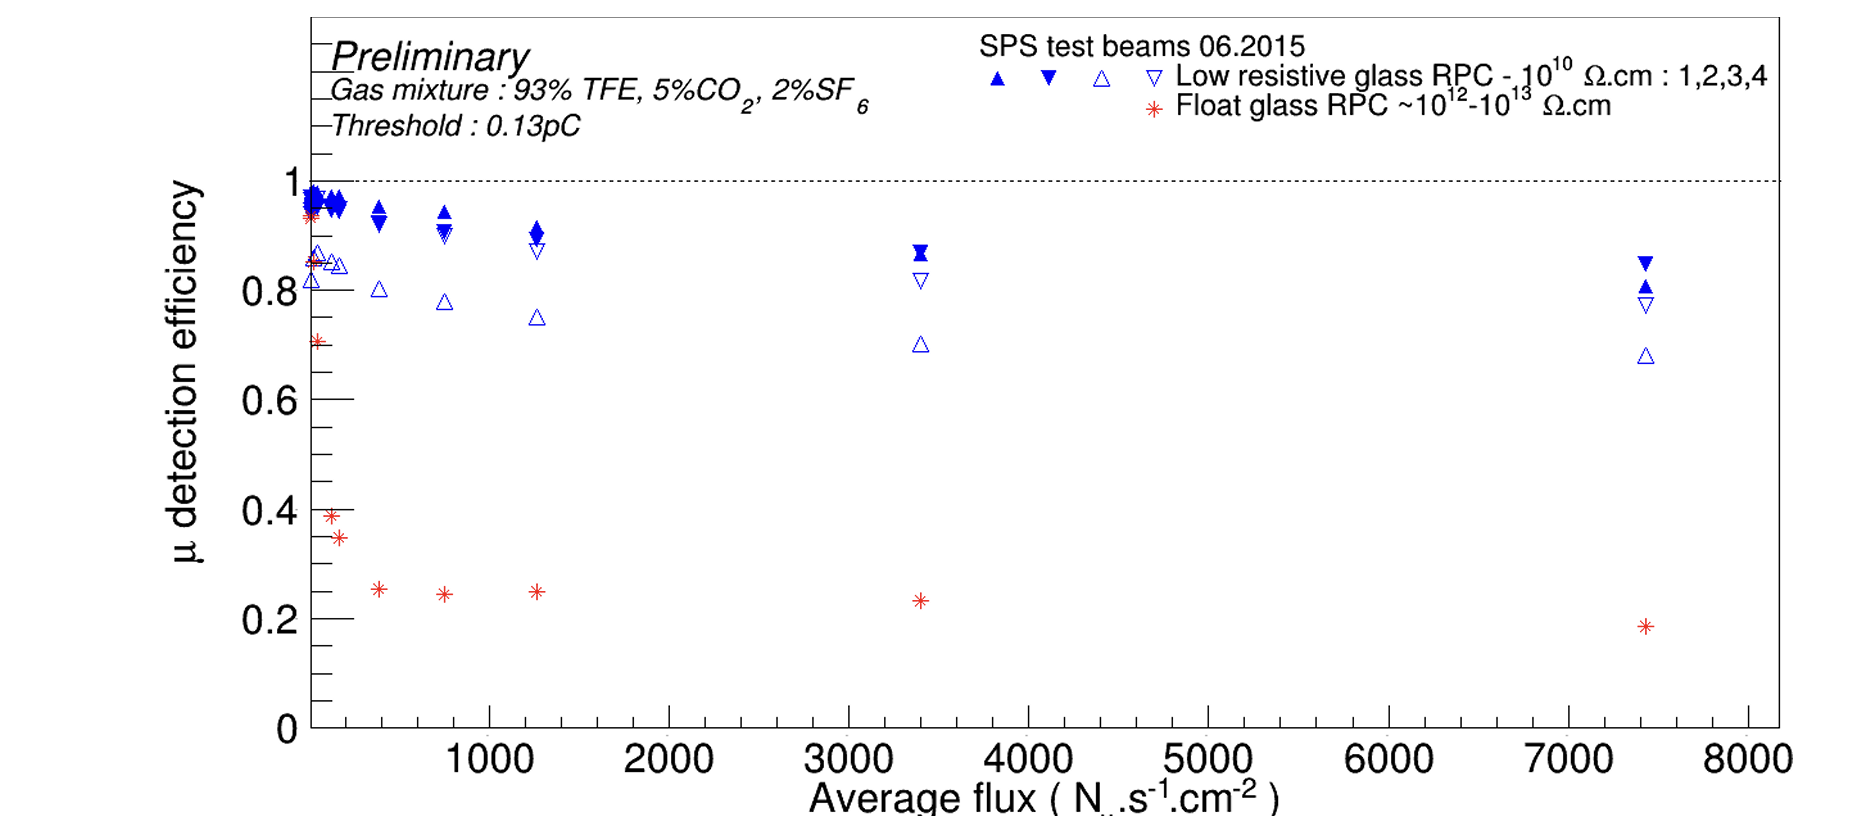 Preliminary
Gas mixture : 93% TFE, 5%CO2, 2%SF6
Threshold : 0.13pC
SPS test beams 06.2015
Low resistive glass RPC - 10^10 Ω.cm : 1,2,3,4
Float glass RPC ~10^12-10^13 Ω.cm
μ detection efficiency
1
0.8
0.6
0.4
0.2
0
1000 2000 3000 4000 5000 6000 7000 8000
Average flux ( N .s^-1.cm^-2 )